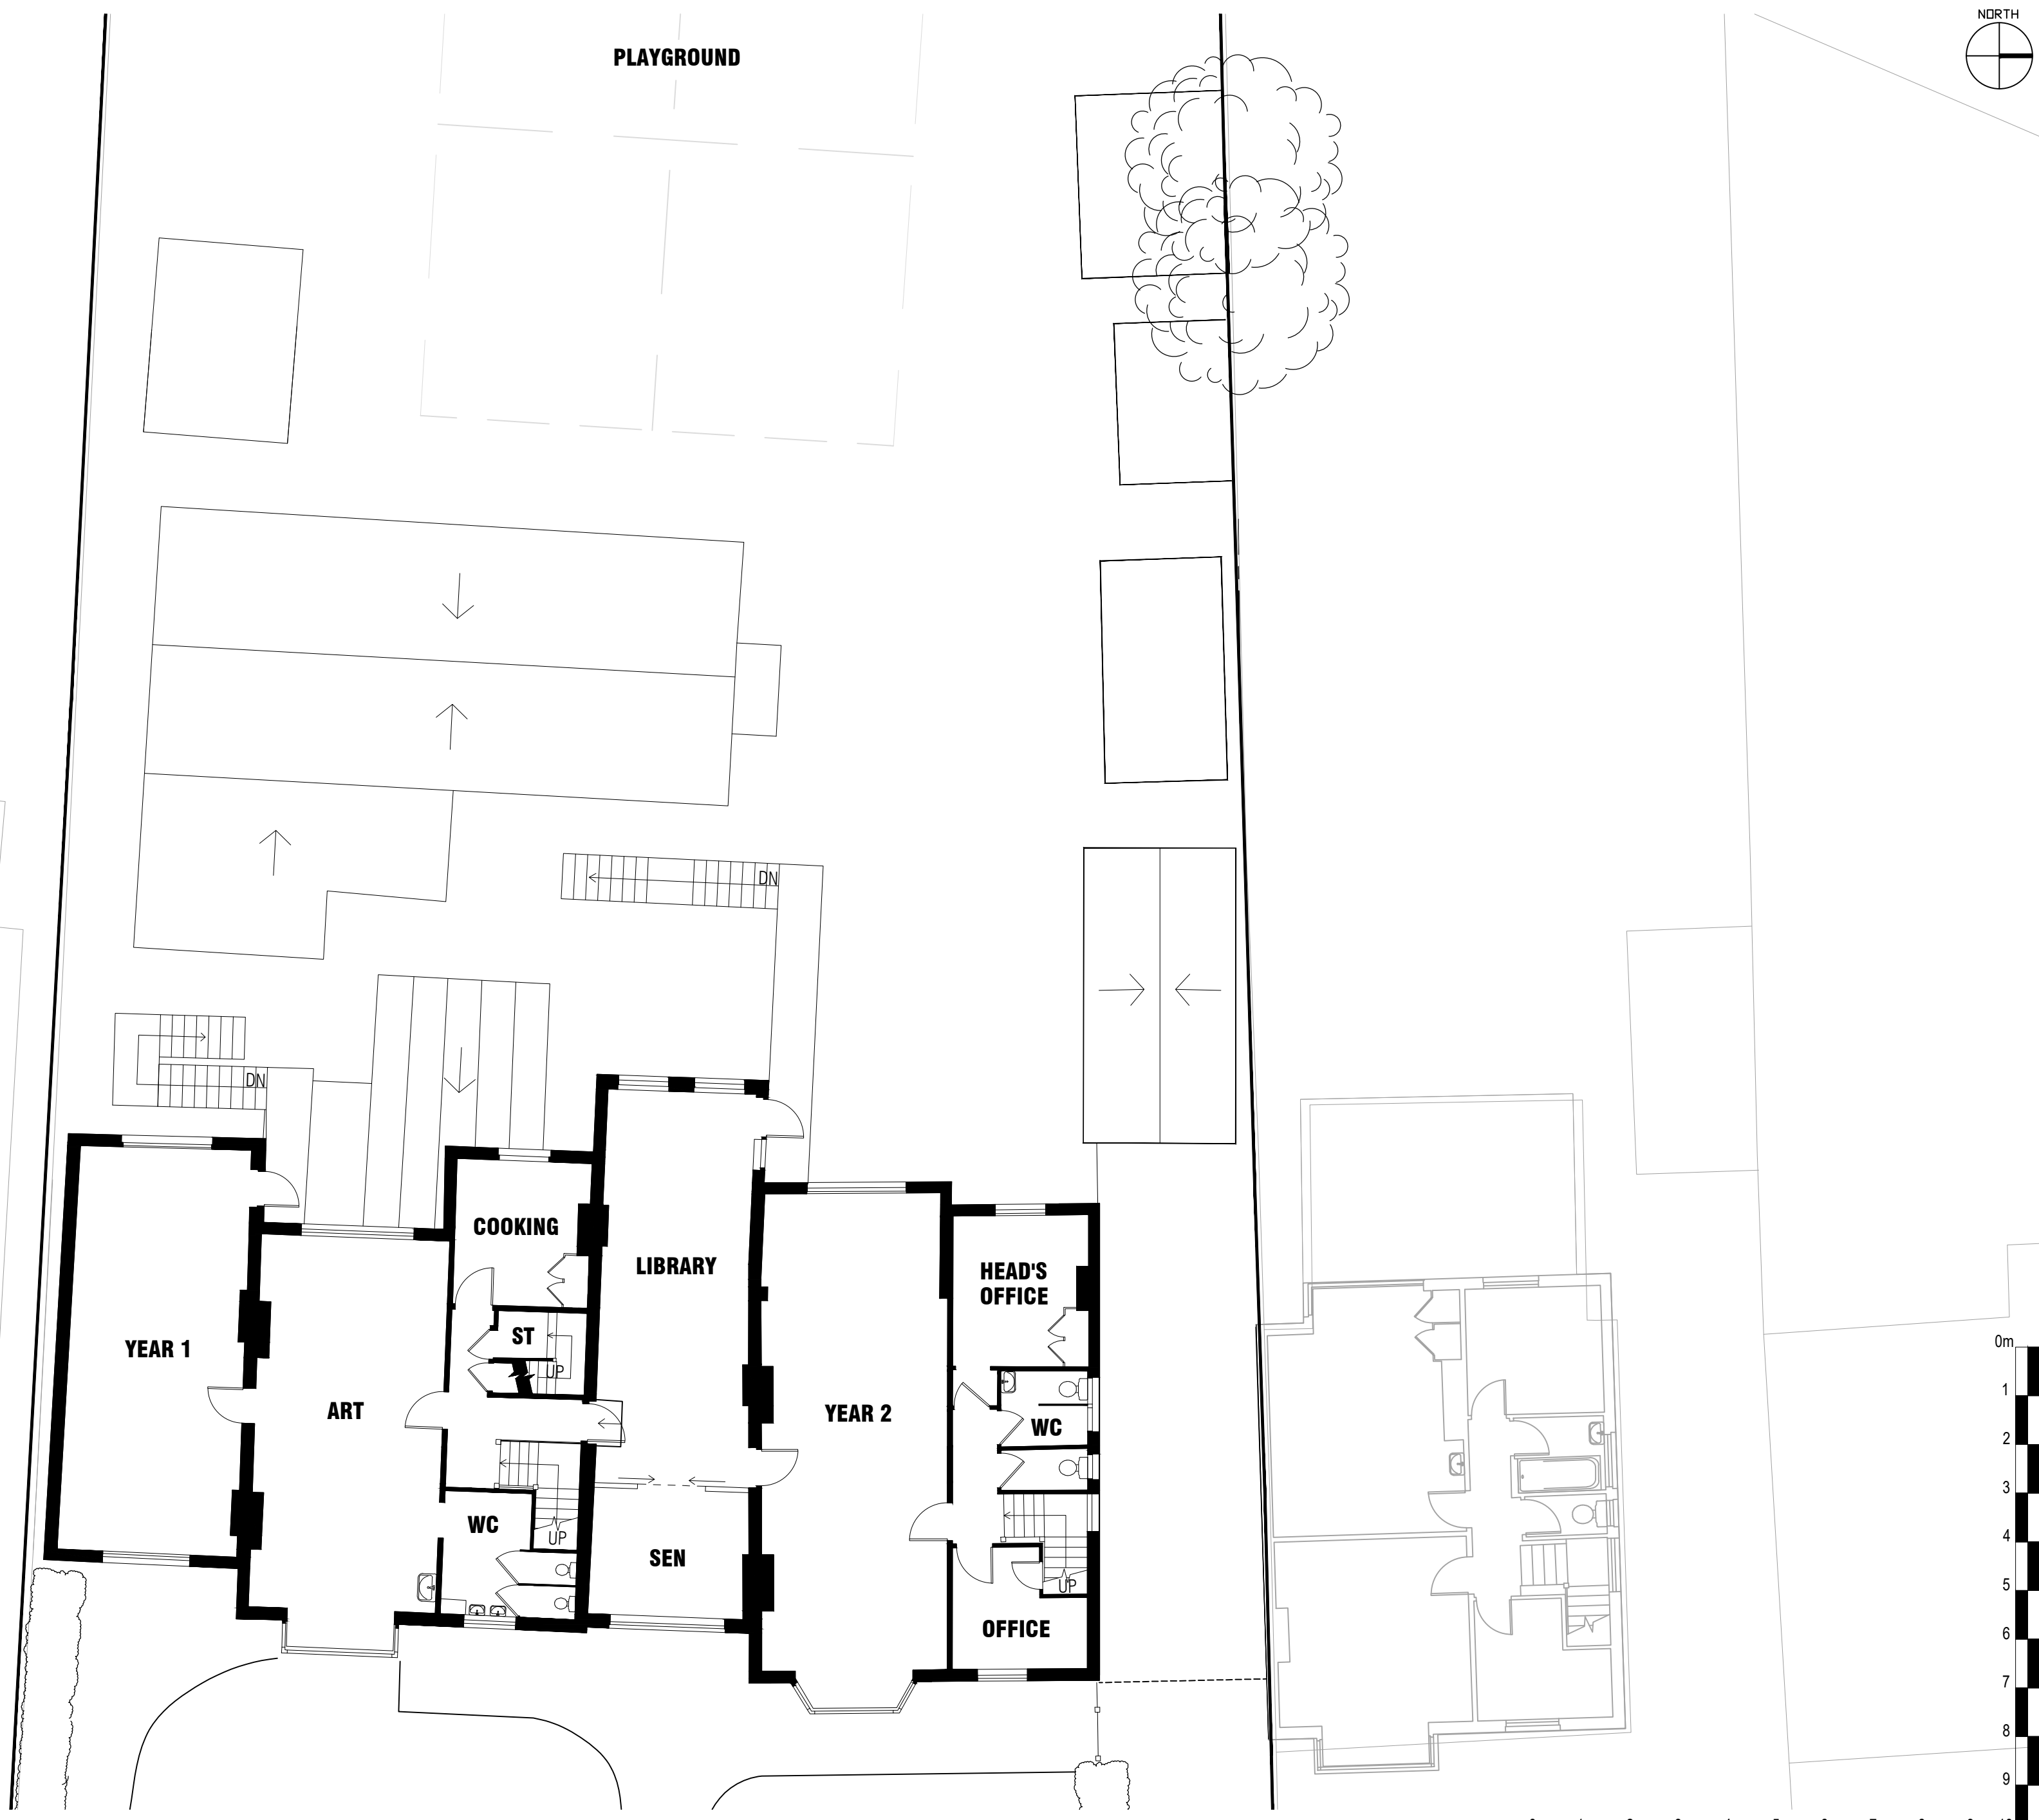 NORTH
PLAYGROUND
DN
DN
COOKING
LIBRARY
HEAD'S
OFFICE
ST
UP
YEAR 1
ART
YEAR 2
WC
WC
SEN
UP
UP
OFFICE
0m
1
2
3
4
5
6
7
8
9